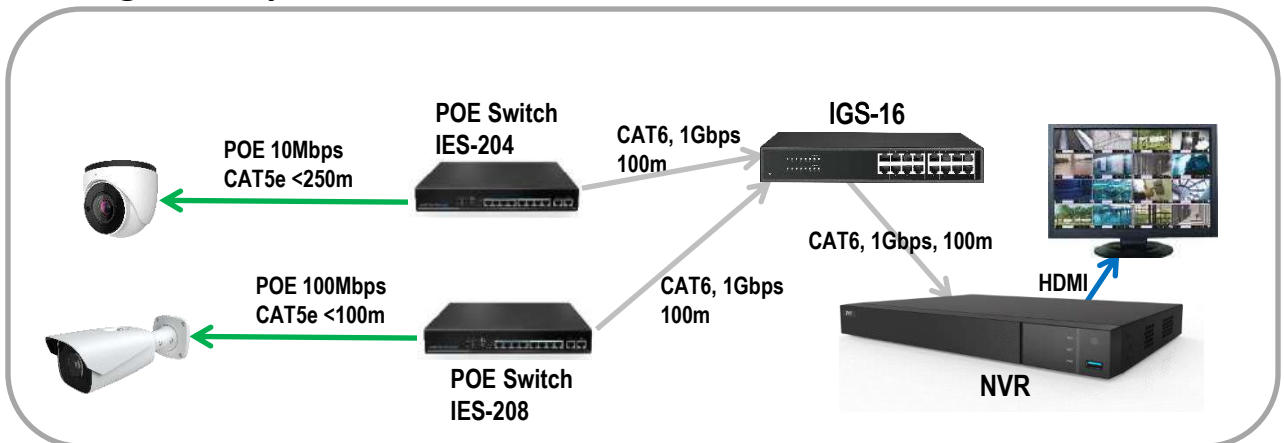 POE Switch
IES-204
IGS-16
POE 10Mbps
CAT5e <250m
CAT6, 1Gbps
100m
CAT6, 1Gbps, 100m
POE 100Mbps
CAT5e <100m
CAT6, 1Gbps
100m
HDMI
POE Switch
IES-208
NVR